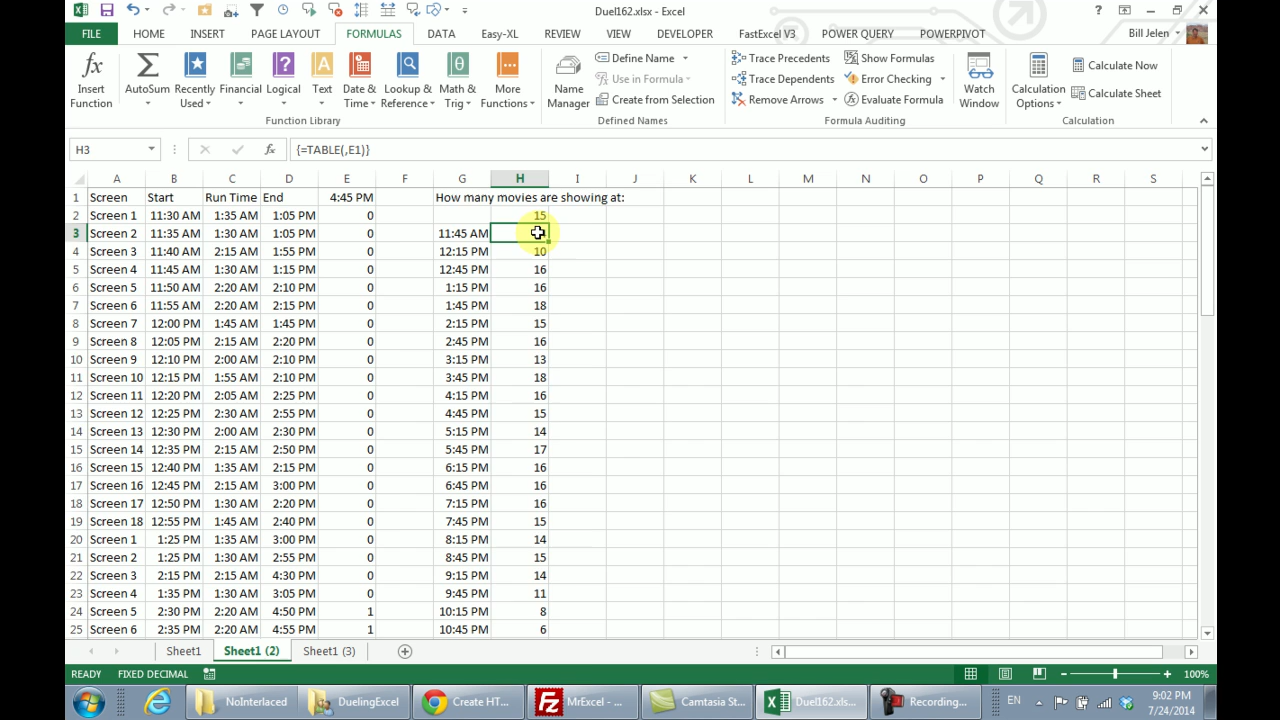 Duel162.xlsx - Excel
FILE HOME INSERT PAGE LAYOUT FORMULAS DATA Easy-XL REVIEW VIEW DEVELOPER FastExcel V3 POWER QUERY POWERPIVOT Bill Jelen
Insert Function
AutoSum
Recently Used
Financial
Logical
Text
Date & Time
Lookup & Reference
Math & Trig
More Functions
Function Library
Name Manager
Define Name
Use in Formula
Create from Selection
Defined Names
Trace Precedents
Trace Dependents
Remove Arrows
Show Formulas
Error Checking
Evaluate Formula
Formula Auditing
Watch Window
Calculation Options
Calculate Now
Calculate Sheet
Calculation
H3 fx {=TABLE(,E1)}
A B C D E F G H I J K L M N O P Q R S
1 Screen Start Run Time End 4:45 PM How many movies are showing at:
2 Screen 1 11:30 AM 1:35 AM 1:05 PM 0 15
3 Screen 2 11:35 AM 1:30 AM 1:05 PM 0 11:45 AM
4 Screen 3 11:40 AM 2:15 AM 1:55 PM 0 12:15 PM 10
5 Screen 4 11:45 AM 1:30 AM 1:15 PM 0 12:45 PM 16
6 Screen 5 11:50 AM 2:20 AM 2:10 PM 0 1:15 PM 16
7 Screen 6 11:55 AM 2:20 AM 2:15 PM 0 1:45 PM 18
8 Screen 7 12:00 PM 1:45 AM 1:45 PM 0 2:15 PM 15
9 Screen 8 12:05 PM 2:15 AM 2:20 PM 0 2:45 PM 16
10 Screen 9 12:10 PM 2:00 AM 2:10 PM 0 3:15 PM 13
11 Screen 10 12:15 PM 1:55 AM 2:10 PM 0 3:45 PM 18
12 Screen 11 12:20 PM 2:05 AM 2:25 PM 0 4:15 PM 16
13 Screen 12 12:25 PM 2:30 AM 2:55 PM 0 4:45 PM 15
14 Screen 13 12:30 PM 2:00 AM 2:30 PM 0 5:15 PM 14
15 Screen 14 12:35 PM 2:15 AM 2:50 PM 0 5:45 PM 17
16 Screen 15 12:40 PM 1:35 AM 2:15 PM 0 6:15 PM 16
17 Screen 16 12:45 PM 2:15 AM 3:00 PM 0 6:45 PM 16
18 Screen 17 12:50 PM 1:30 AM 2:20 PM 0 7:15 PM 16
19 Screen 18 12:55 PM 1:45 AM 2:40 PM 0 7:45 PM 15
20 Screen 1 1:25 PM 1:35 AM 3:00 PM 0 8:15 PM 14
21 Screen 2 1:25 PM 1:30 AM 2:55 PM 0 8:45 PM 15
22 Screen 3 2:15 PM 2:15 AM 4:30 PM 0 9:15 PM 14
23 Screen 4 1:35 PM 1:30 AM 3:05 PM 0 9:45 PM 11
24 Screen 5 2:30 PM 2:20 AM 4:50 PM 1 10:15 PM 8
25 Screen 6 2:35 PM 2:20 AM 4:55 PM 1 10:45 PM 6
Sheet1 Sheet1 (2) Sheet1 (3)
READY FIXED DECIMAL 100%
NoInterlaced DuelingExcel Create HT... MrExcel - ... Camtasia St... Duel162.xls... Recording... EN 9:02 PM
7/24/2014